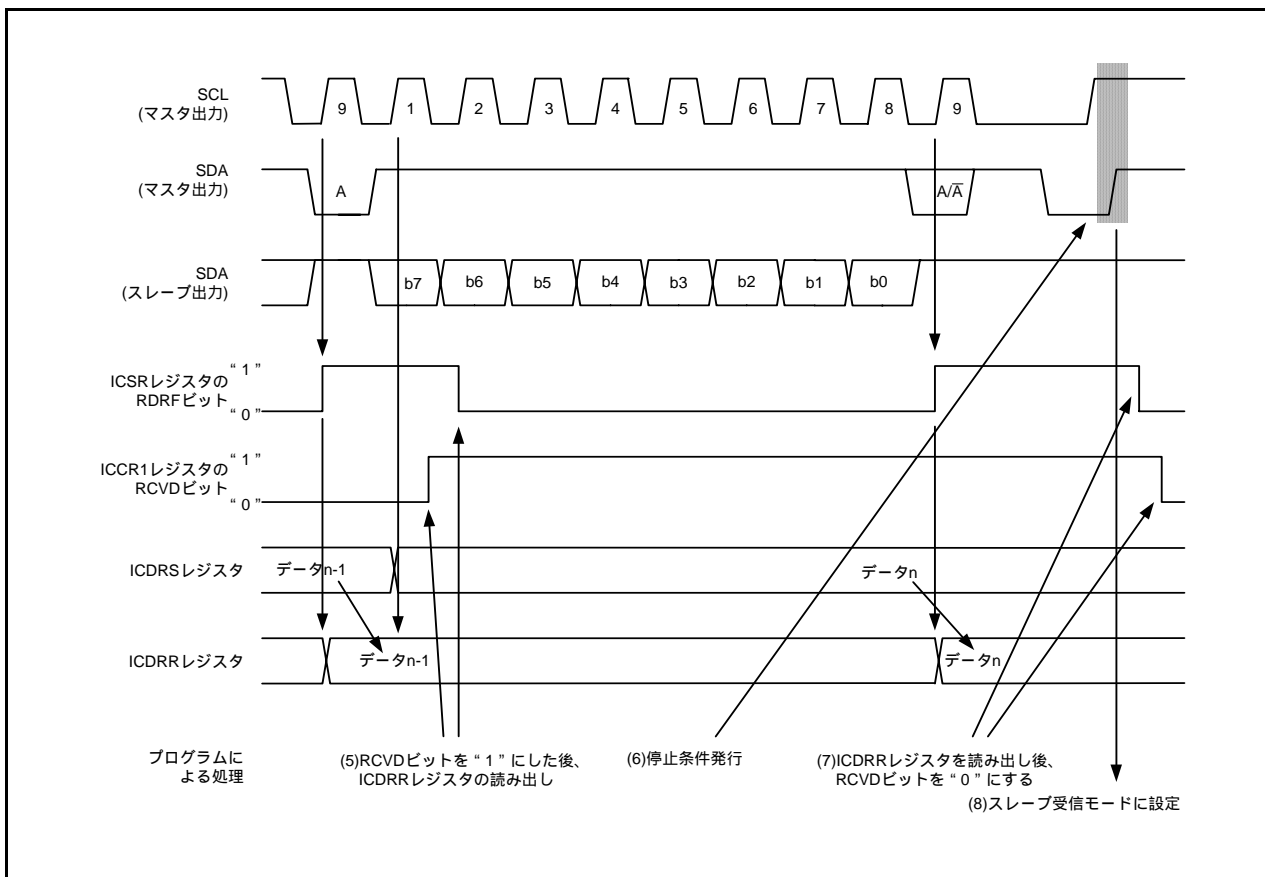 SCL
(マスタ出力)
9 1 2 3 4 5 6 7 8 9
SDA
(マスタ出力)
A A/A̅
SDA
(スレーブ出力)
b7 b6 b5 b4 b3 b2 b1 b0
ICSRレジスタの
RDRFビット
“ 1 ”
“ 0 ”
ICCR1レジスタの
RCVDビット
“ 1 ”
“ 0 ”
ICDRSレジスタ
データn-1 データn
ICDRRレジスタ
データn-1 データn
プログラムに
よる処理
(5)RCVDビットを “ 1 ” にした後、
ICDRRレジスタの読み出し
(6)停止条件発行
(7)ICDRRレジスタを読み出し後、
RCVDビットを “ 0 ” にする
(8)スレーブ受信モードに設定